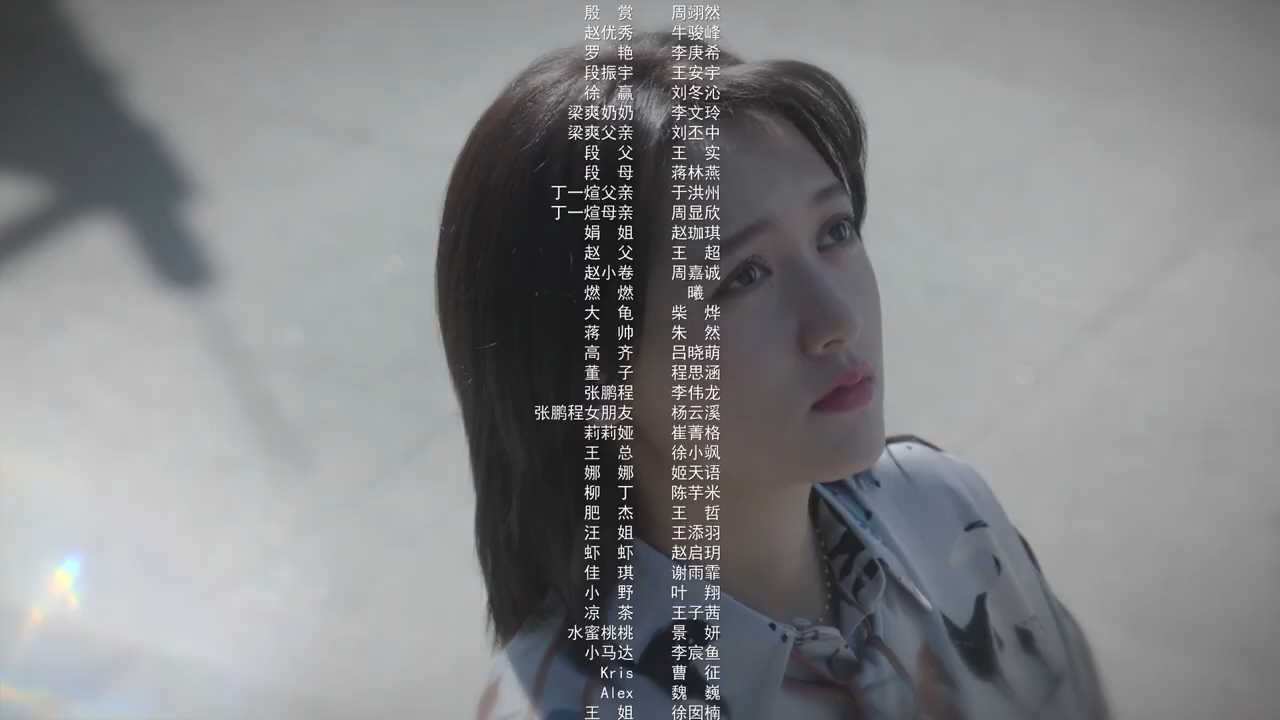 殷 赏 周翊然
赵优秀 牛骏峰
罗 艳 李庚希
段振宇 王安宇
徐 赢 刘冬沁
梁爽奶奶 李文玲
梁爽父亲 刘丕中
段 父 王 实
段 母 蒋林燕
丁一煊父亲 于洪州
丁一煊母亲 周显欣
娟 姐 赵珈琪
赵 父 王 超
赵小卷 周嘉诚
燃 燃 曦
大 龟 柴 烨
蒋 帅 朱 然
高 齐 吕晓萌
董 子 程思涵
张鹏程 李伟龙
张鹏程女朋友 杨云溪
莉莉娅 崔菁格
王 总 徐小飒
娜 娜 姬天语
柳 丁 陈芋米
肥 杰 王 哲
汪 姐 王添羽
虾 虾 赵启玥
佳 琪 谢雨霏
小 野 叶 翔
凉 茶 王子茜
水蜜桃桃 景 妍
小马达 李宸鱼
Kris 曹 征
Alex 魏 巍
王 姐 徐囡楠